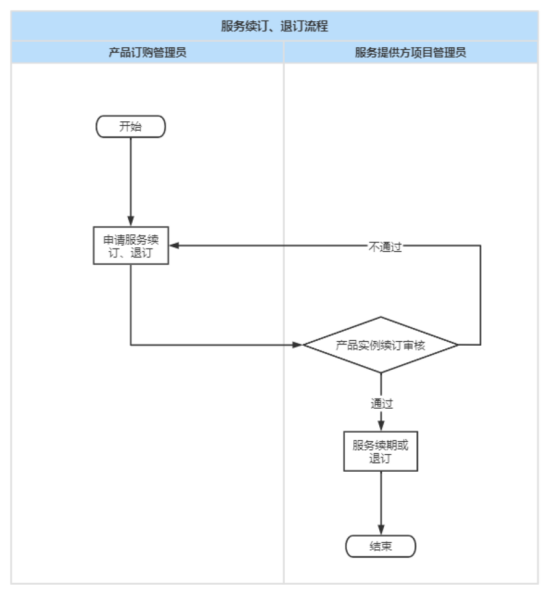 服务续订、退订流程
产品订购管理员
服务提供方项目管理员
开始
申请服务续
订、退订
不通过
产品实例续订审核
通过
服务续期或
退订
结束